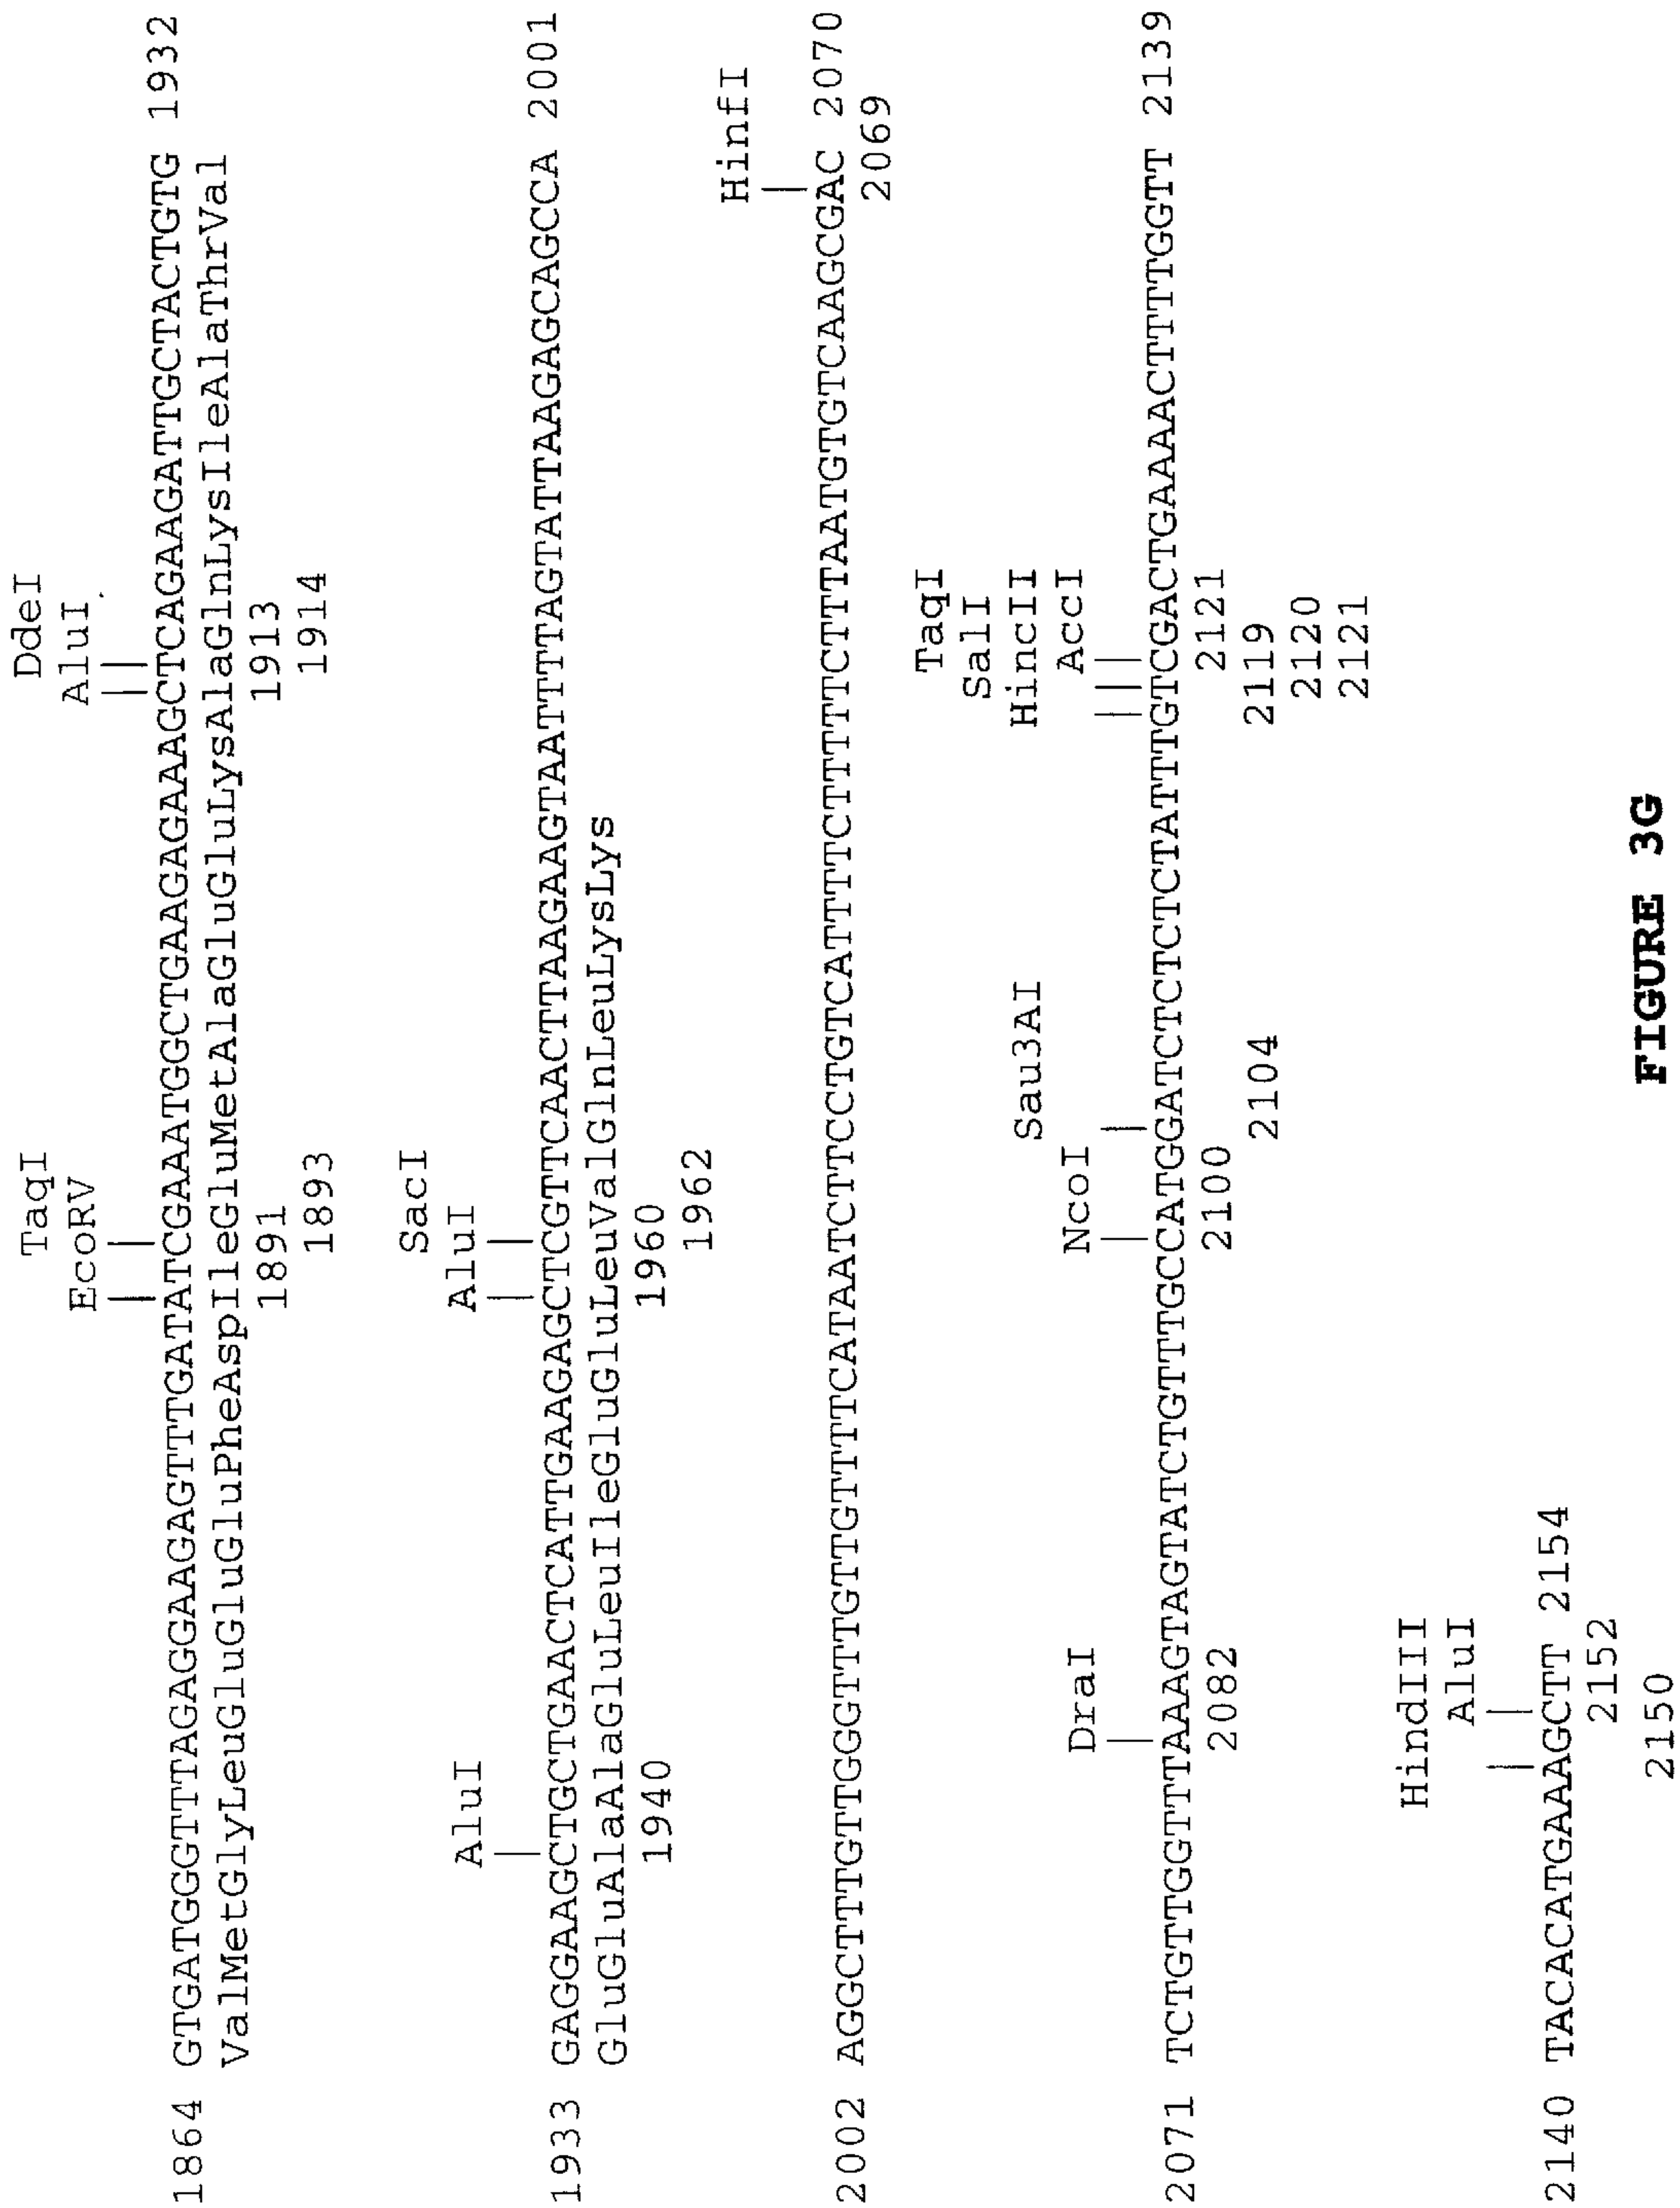 TaqI DdeI
EcoRV AluI
1864 GTGATGGGTTTAGAGGAAGAGTTTGATATCGAAATGGCTGAAGAGAAAGCTCAGAAGATTGCTACTGTG 1932
ValMetGlyLeuGluGluGluPheAspIleGluMetAlaGluGluLysAlaGlnLysIleAlaThrVal
1891 1913
1893 1914
SacI
AluI AluI
1933 GAGGAAGCTGCTGAACTCATTGAAGAGCTCGTTCAACTTAAGAAGTAATTTTAGTATTAAGAGCAGCCA 2001
GluGluAlaAlaGluLeuIleGluGluLeuValGlnLeuLysLys
1940 1960
1962
HinfI
2002 AGGCTTTGTTGGGTTTGTTGTTTTCATAATCTTCCTGTCATTTTCTTTTTCTTTAATGTGTCAAGCGAC 2070
2069
TaqI
SalI
Sau3AI HincII
DraI NcoI AccI
2071 TCTGTTGGTTTAAAGTAGTATCTGTTTGCCATGGATCTCTCTCTATTTGTCGACTGAAAACTTTTGGTT 2139
2082 2100 2121
2104 2119
2120
2121
HindIII
AluI
2140 TACACATGAAAGCTT 2154
2152
2150
FIGURE 3G